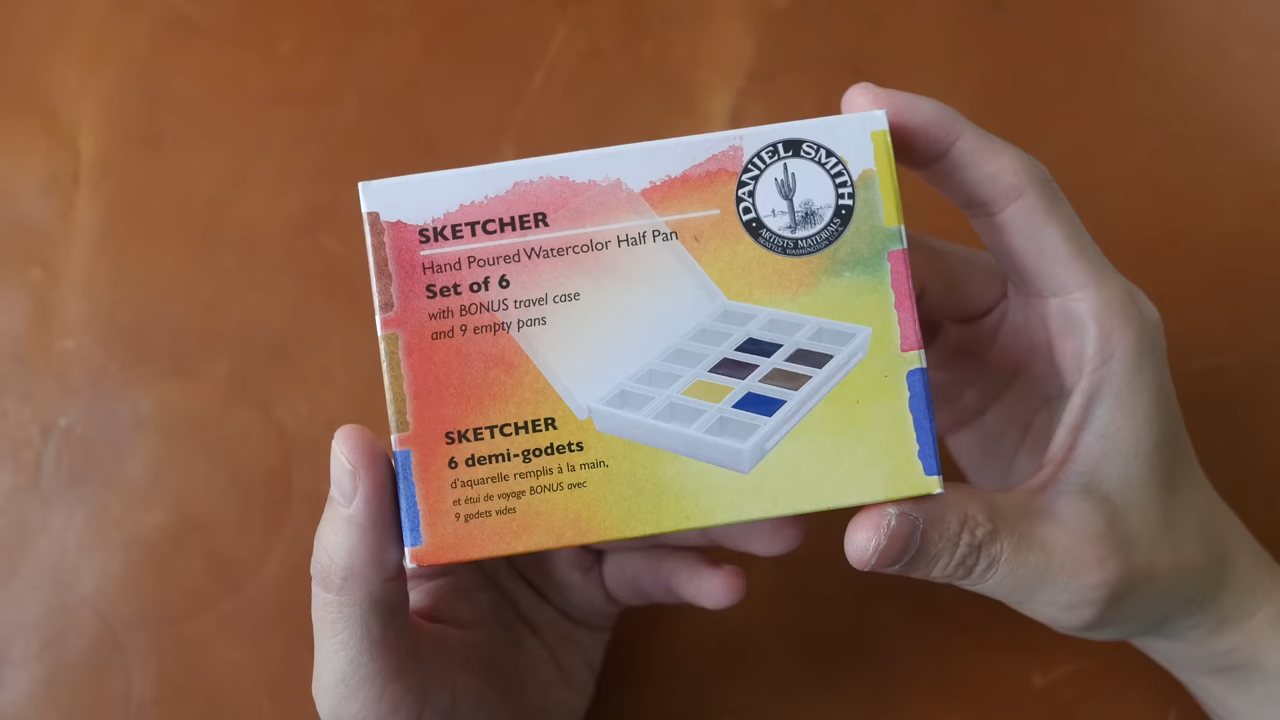 SKETCHER
Hand Poured Watercolor Half Pan
Set of 6
with BONUS travel case
and 9 empty pans
DANIEL SMITH
ARTISTS' MATERIALS
SEATTLE, WASHINGTON U.S.A.
SKETCHER
6 demi-godets
d'aquarelle remplis à la main,
et étui de voyage BONUS avec
9 godets vides